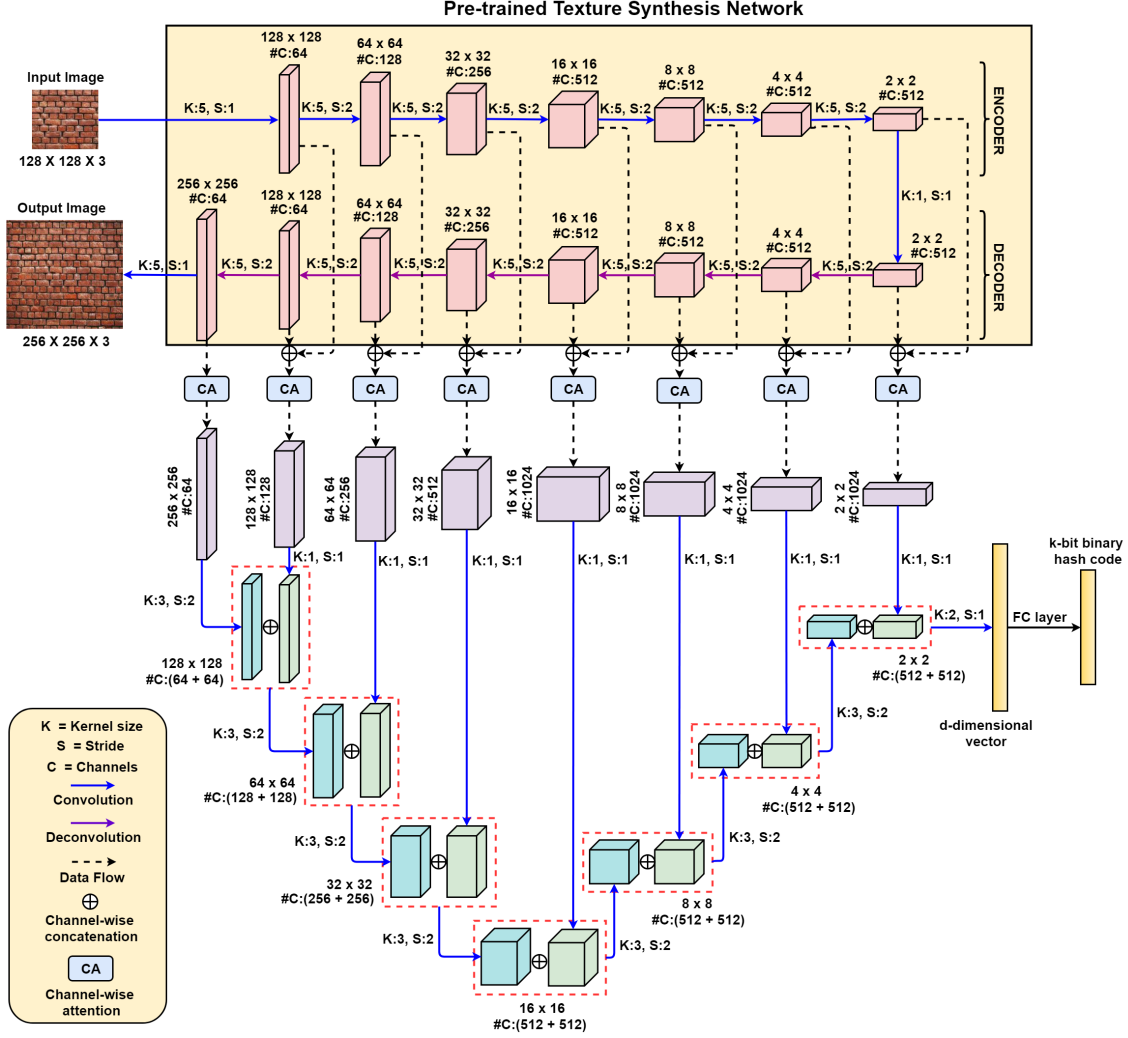 Pre-trained Texture Synthesis Network
Input Image
128 X 128 X 3
K:5, S:1
128 x 128
#C:64
K:5, S:2
64 x 64
#C:128
K:5, S:2
32 x 32
#C:256
K:5, S:2
16 x 16
#C:512
K:5, S:2
8 x 8
#C:512
K:5, S:2
4 x 4
#C:512
K:5, S:2
2 x 2
#C:512
ENCODER
K:1, S:1
Output Image
256 X 256 X 3
K:5, S:1
256 x 256
#C:64
K:5, S:2
128 x 128
#C:64
K:5, S:2
64 x 64
#C:128
K:5, S:2
32 x 32
#C:256
K:5, S:2
16 x 16
#C:512
K:5, S:2
8 x 8
#C:512
K:5, S:2
4 x 4
#C:512
K:5, S:2
2 x 2
#C:512
DECODER
CA
CA
CA
CA
CA
CA
CA
CA
256 x 256
#C:64
128 x 128
#C:128
64 x 64
#C:256
32 x 32
#C:512
16 x 16
#C:1024
8 x 8
#C:1024
4 x 4
#C:1024
2 x 2
#C:1024
K:1, S:1
K:1, S:1
K:1, S:1
K:1, S:1
K:1, S:1
K:1, S:1
K:1, S:1
K:3, S:2
128 x 128
#C:(64 + 64)
K:3, S:2
64 x 64
#C:(128 + 128)
K:3, S:2
32 x 32
#C:(256 + 256)
K:3, S:2
16 x 16
#C:(512 + 512)
K:3, S:2
8 x 8
#C:(512 + 512)
K:3, S:2
4 x 4
#C:(512 + 512)
K:3, S:2
2 x 2
#C:(512 + 512)
K:2, S:1
d-dimensional
vector
FC layer
k-bit binary
hash code
K = Kernel size
S = Stride
C = Channels
Convolution
Deconvolution
Data Flow
Channel-wise
concatenation
CA
Channel-wise
attention